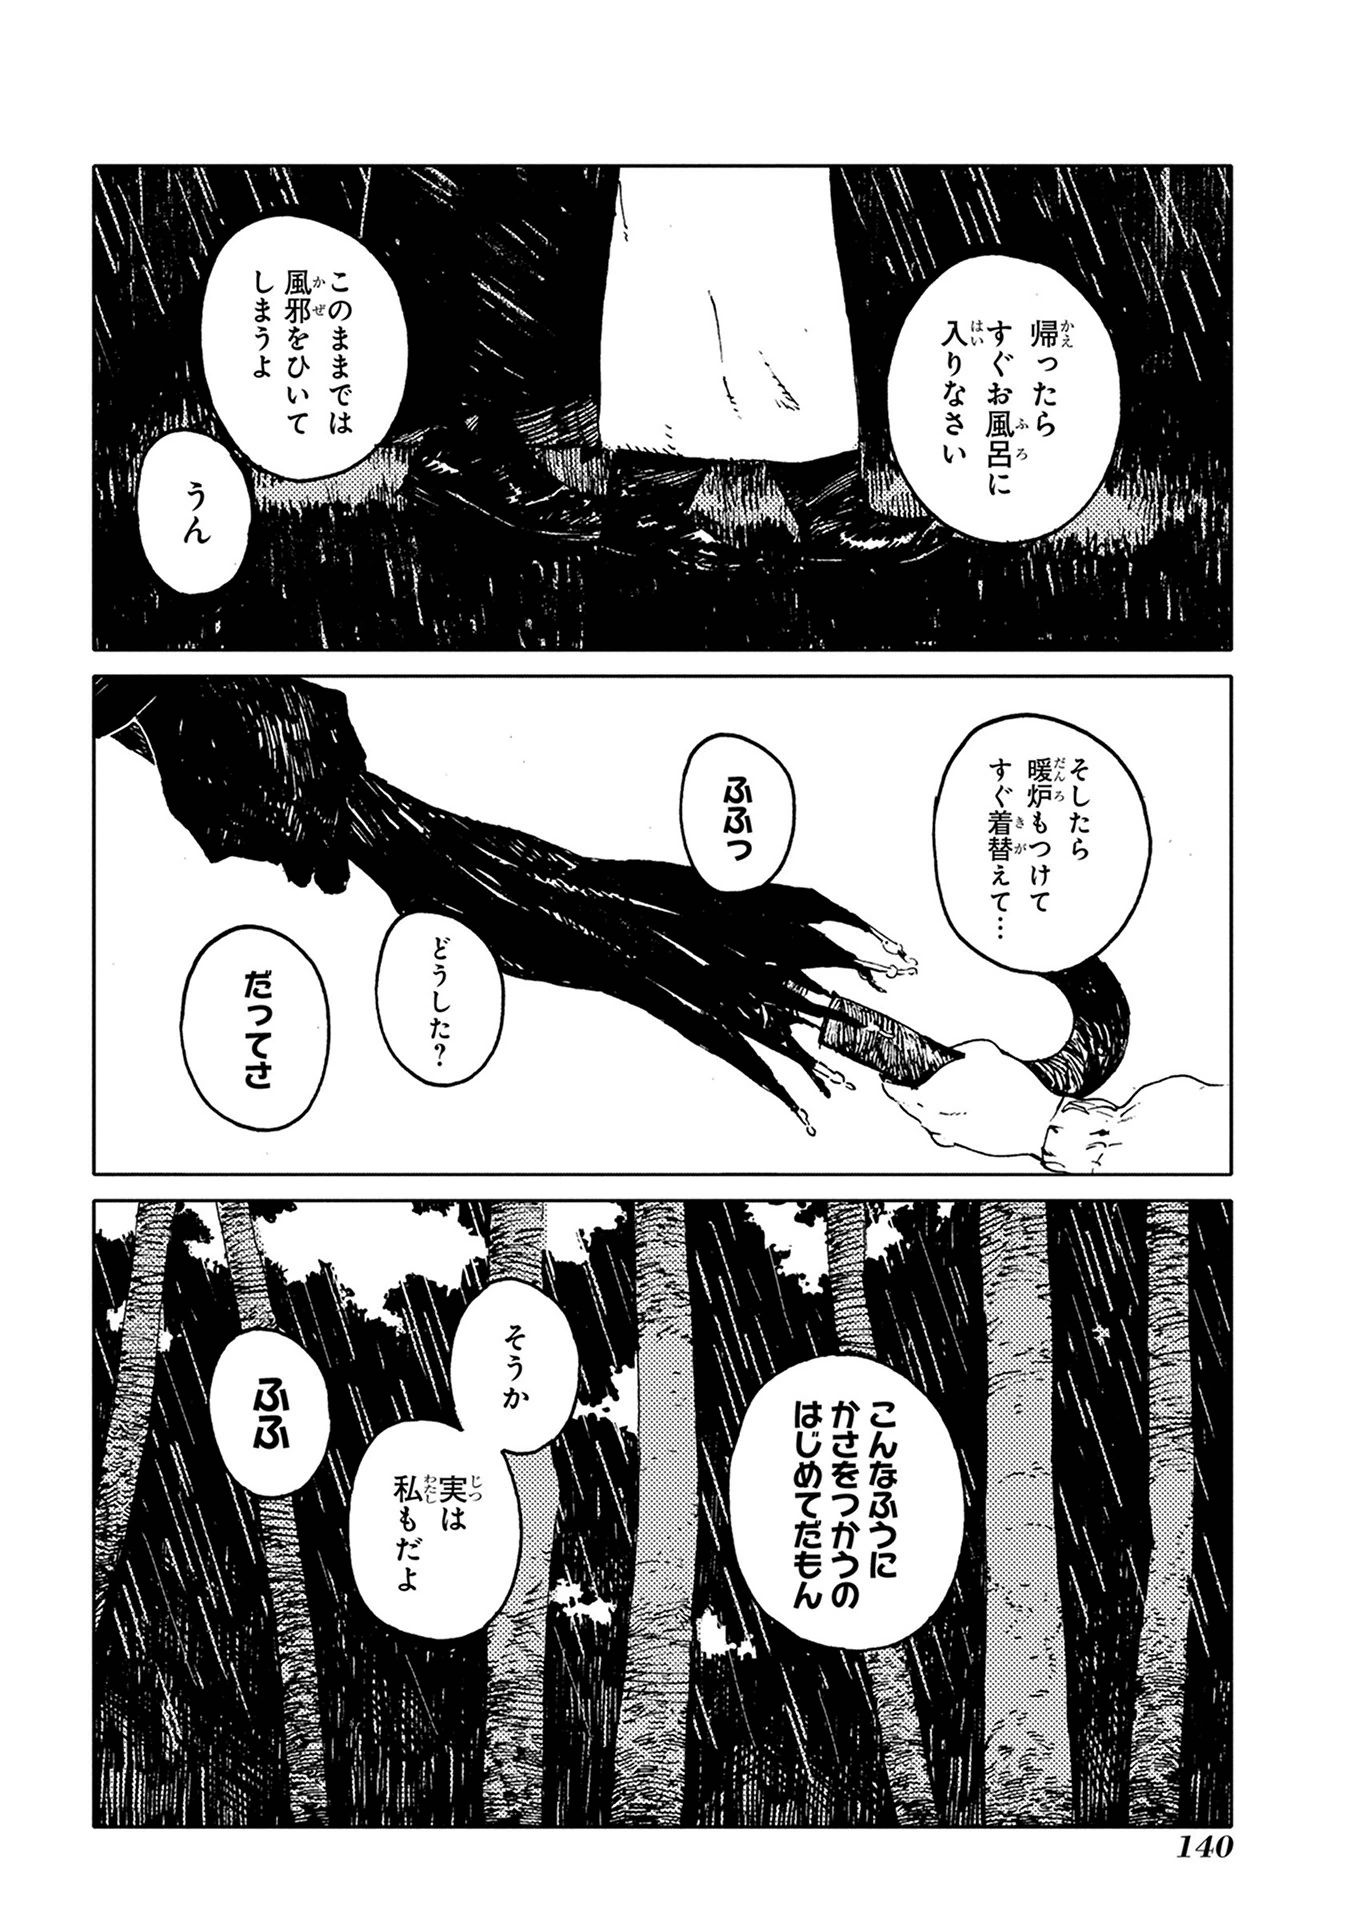 帰ったら
すぐお風呂に
入りなさい
このままでは
風邪をひいて
しまうよ
うん
そしたら
暖炉もつけて
すぐ着替えて…
ふふっ
どうした?
だってさ
こんなふうに
かさをつかうの
はじめてだもん
そうか
実は
私もだよ
ふふ
140